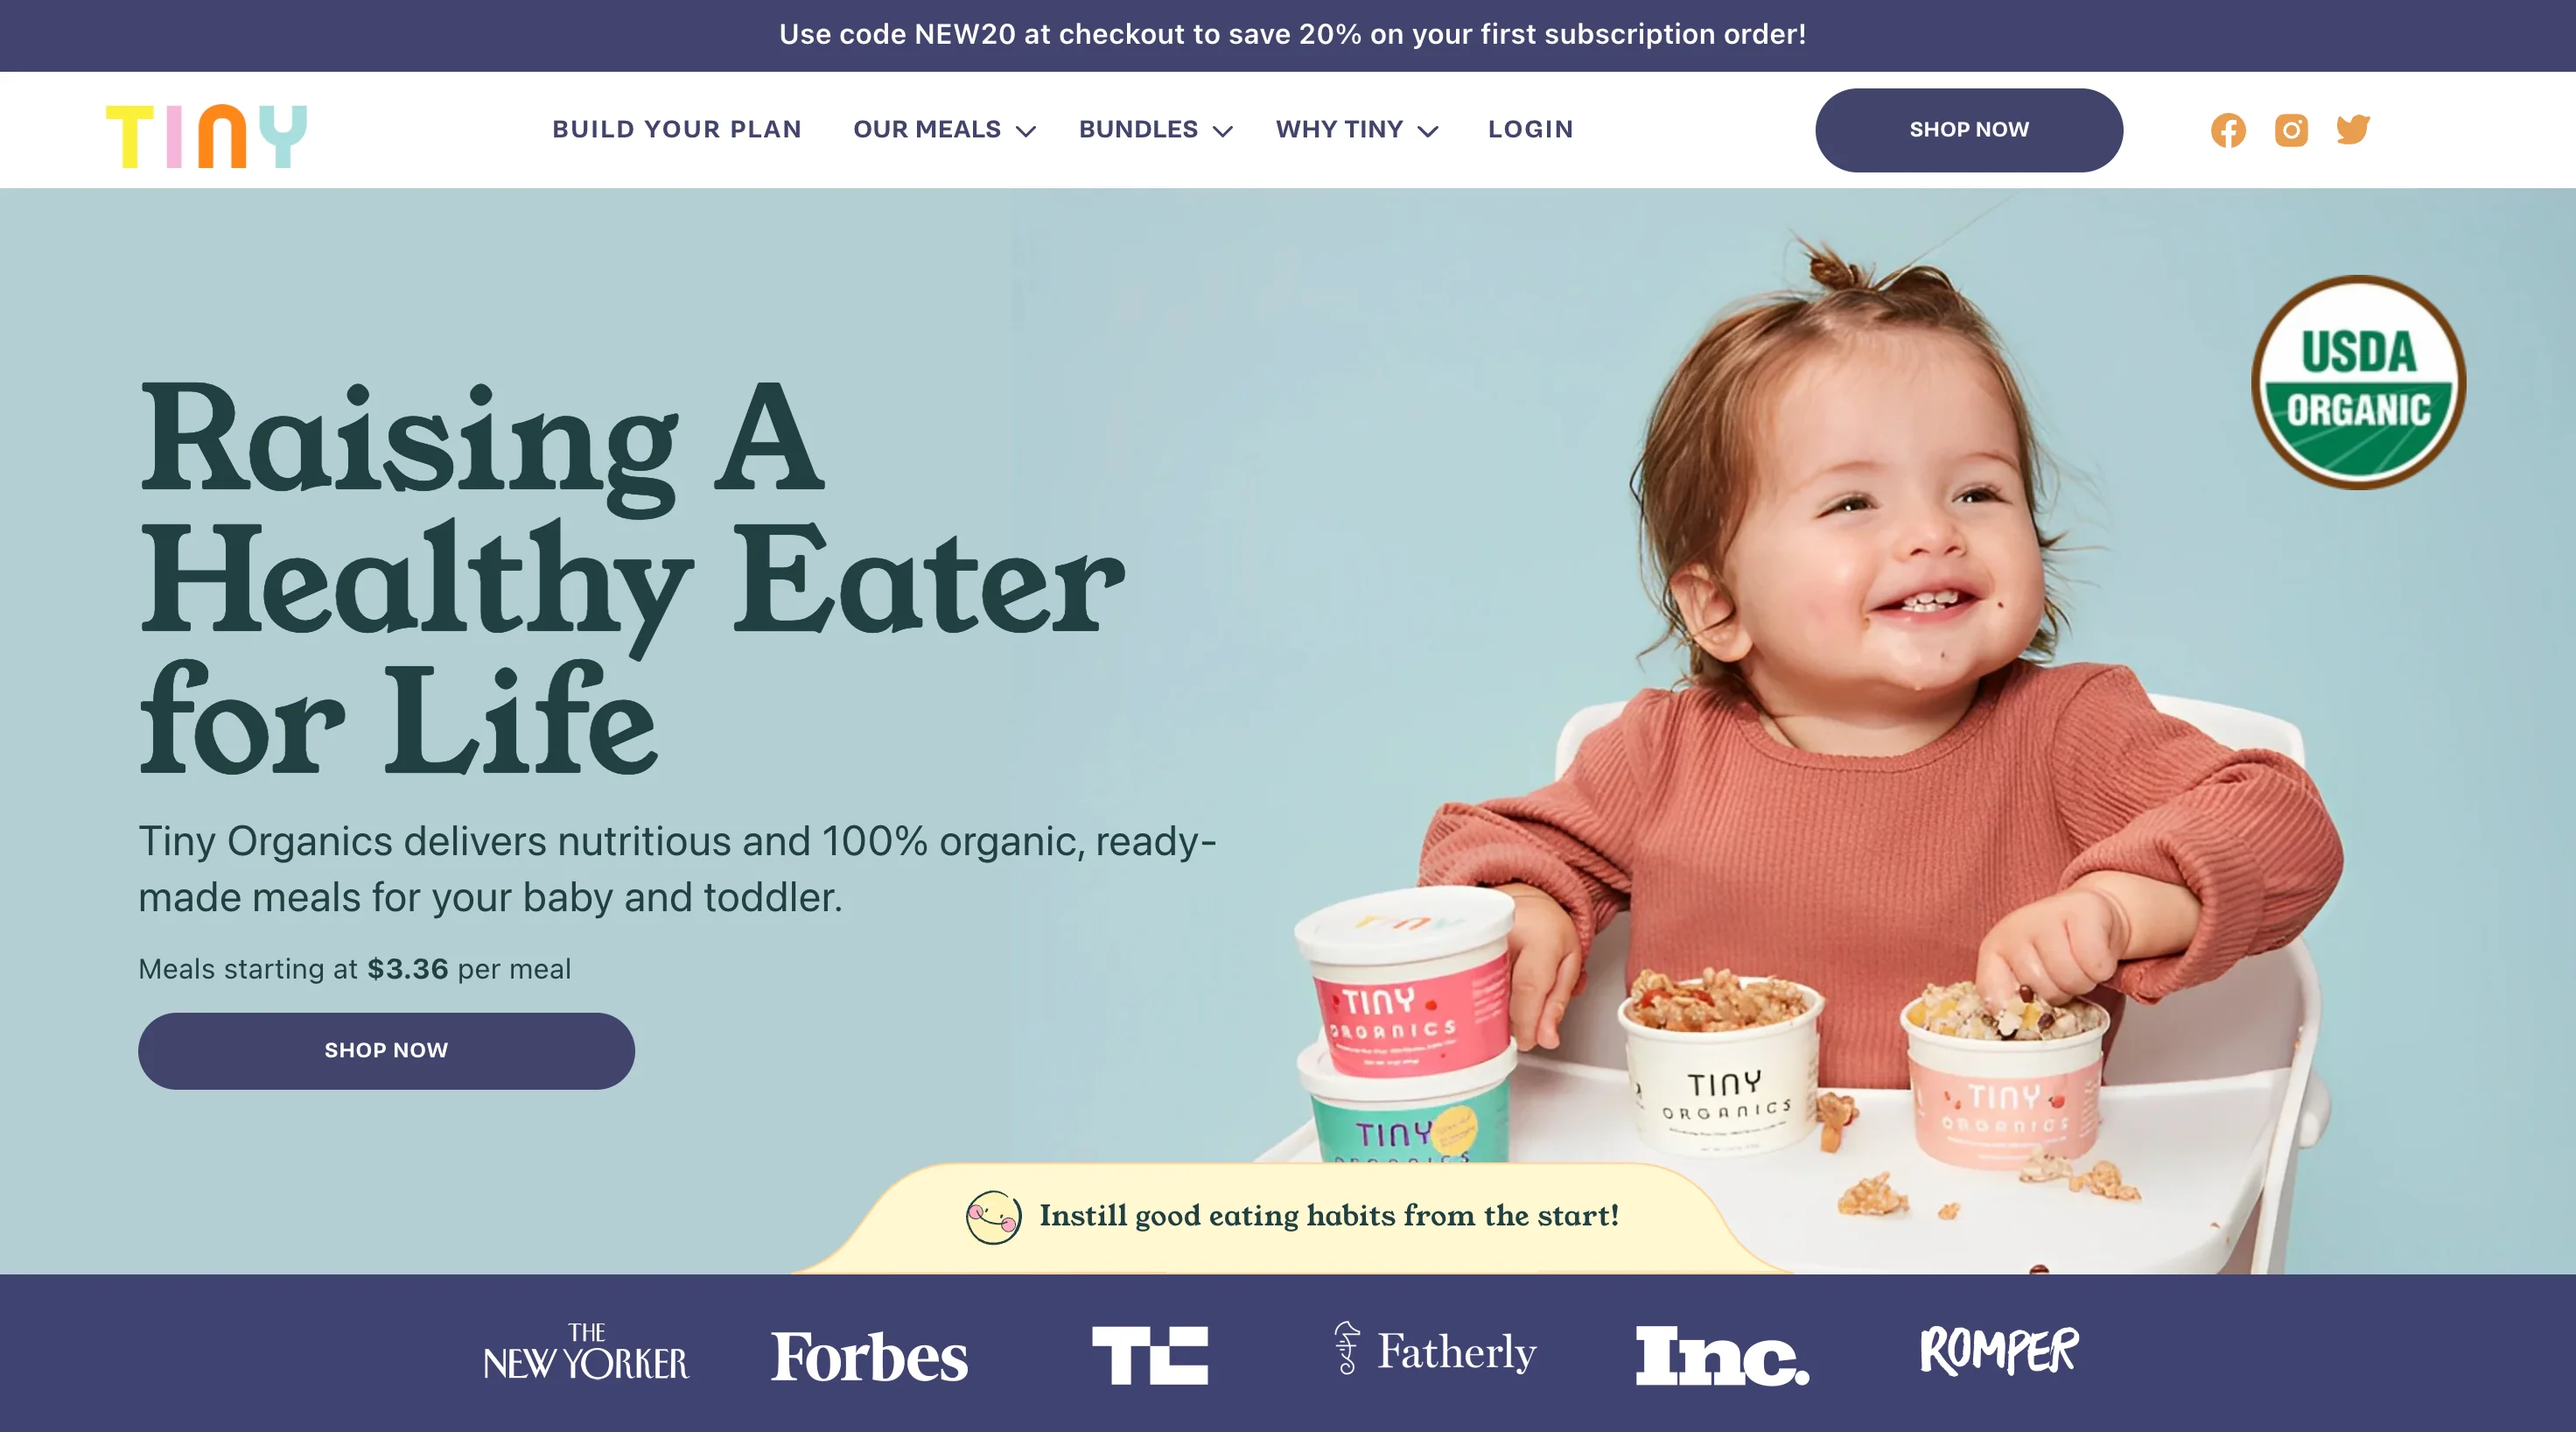 Use code NEW20 at checkout to save 20% on your first subscription order!
TINY
BUILD YOUR PLAN
OUR MEALS
BUNDLES
WHY TINY
LOGIN
SHOP NOW
USDA
ORGANIC
Raising A
Healthy Eater
for Life
Tiny Organics delivers nutritious and 100% organic, ready-
made meals for your baby and toddler.
Meals starting at $3.36 per meal
SHOP NOW
TINY
TINY
ORGANICS
TINY
ORGANICS
TINY
ORGANICS
TINY
ORGANICS
Instill good eating habits from the start!
THE
NEW YORKER
Forbes
TC
Fatherly
Inc.
ROMPER